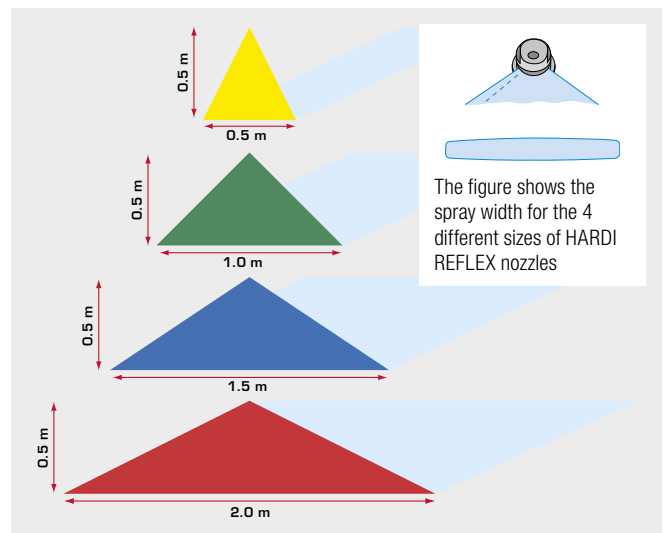 0.5 m
0.5 m
The figure shows the
spray width for the 4
different sizes of HARDI
REFLEX nozzles
0.5 m
1.0 m
0.5 m
1.5 m
0.5 m
2.0 m